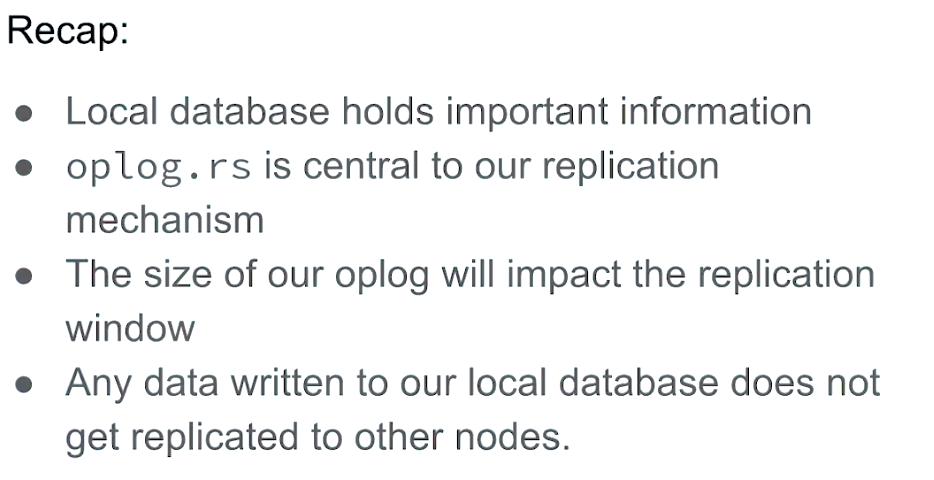 Recap:
● Local database holds important information
● oplog.rs is central to our replication
mechanism
● The size of our oplog will impact the replication
window
● Any data written to our local database does not
get replicated to other nodes.